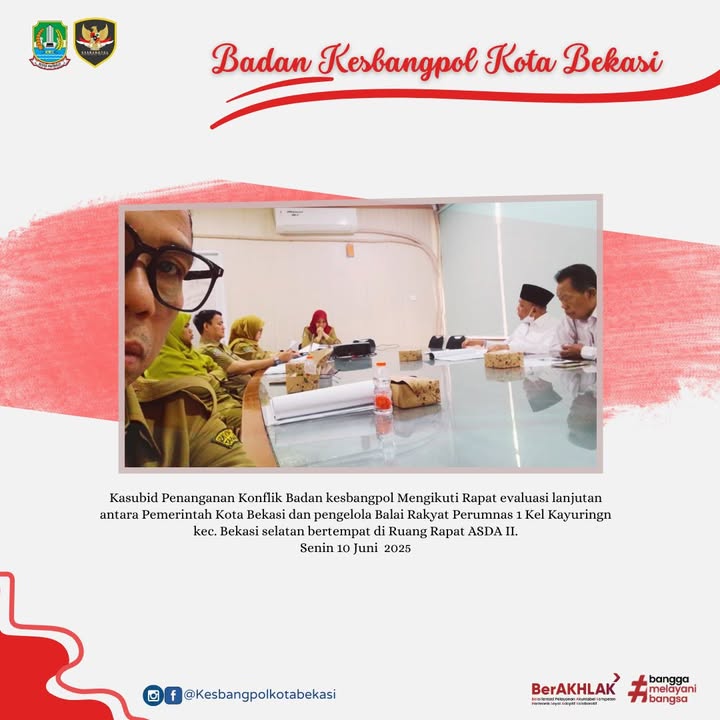 Badan Kesbangpol Kota Bekasi
Kasubid Penanganan Konflik Badan kesbangpol Mengikuti Rapat evaluasi lanjutan
antara Pemerintah Kota Bekasi dan pengelola Balai Rakyat Perumnas 1 Kel Kayuringn
kec. Bekasi selatan bertempat di Ruang Rapat ASDA II.
Senin 10 Juni 2025
@Kesbangpolkotabekasi
BerAKHLAK
#bangga
melayani
bangsa